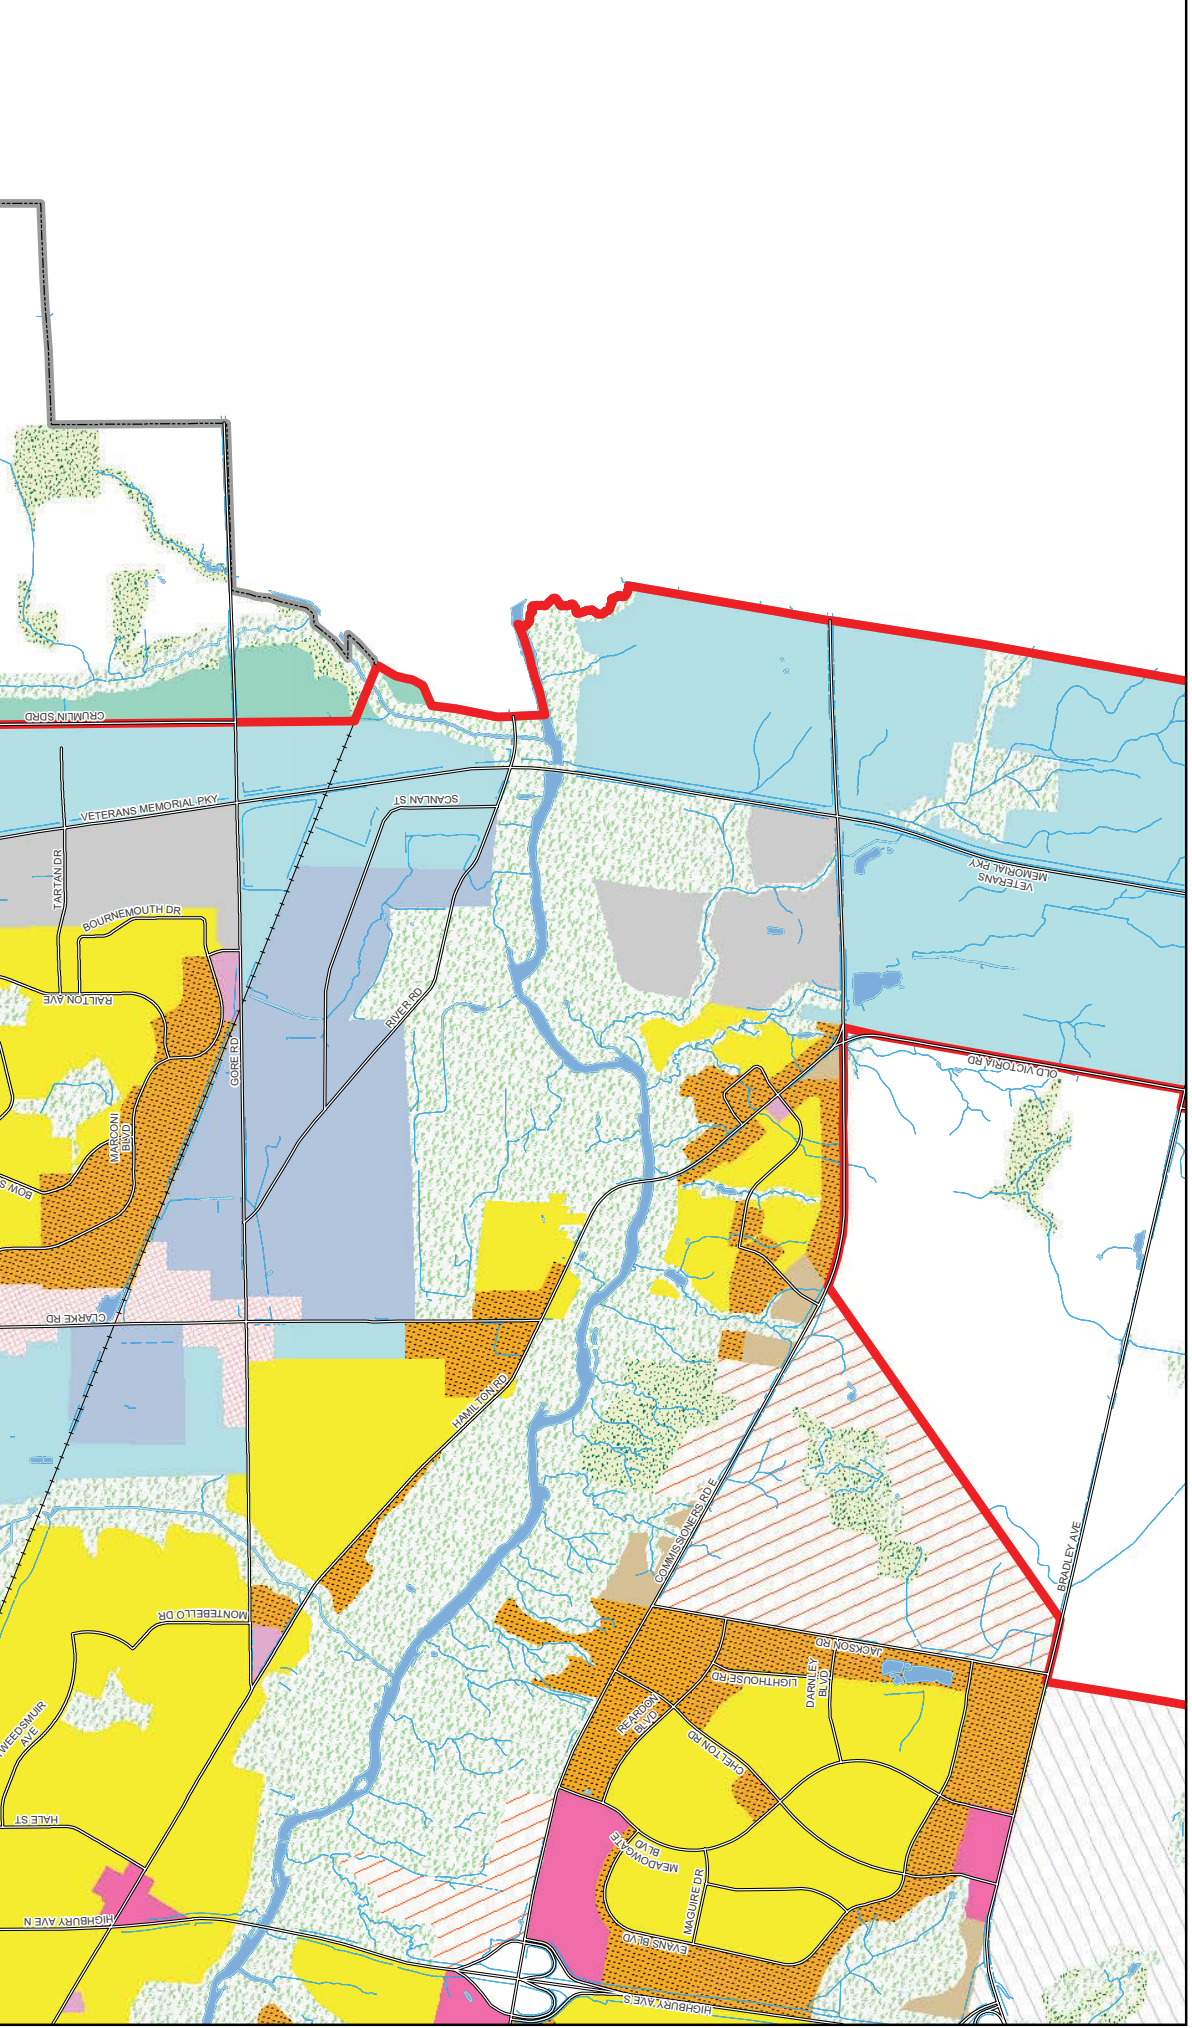 CRUMLIN SDRD
VETERANS MEMORIAL PKY
SCANLAN ST
TARTAN DR
VETERANS
MEMORIAL PKY
BOURNEMOUTH DR
RAILTON AVE
RIVER RD
GORE RD
OLD VICTORIA RD
MARCONI
BLVD
BOW S
CLARKE RD
HAMILTON RD
COMMISSIONERS RD E
BRADLEY AVE
MONTEBELLO DR
JACKSON RD
LIGHTHOUSE RD
DARNLEY
BLVD
REARDON
BLVD
TWEEDSMUIR
AVE
CHELTON RD
HALE ST
MEADOWGATE
BLVD
MAGUIRE DR
HIGHBURY AVE N
EVANS BLVD
HIGHBURY AVE S